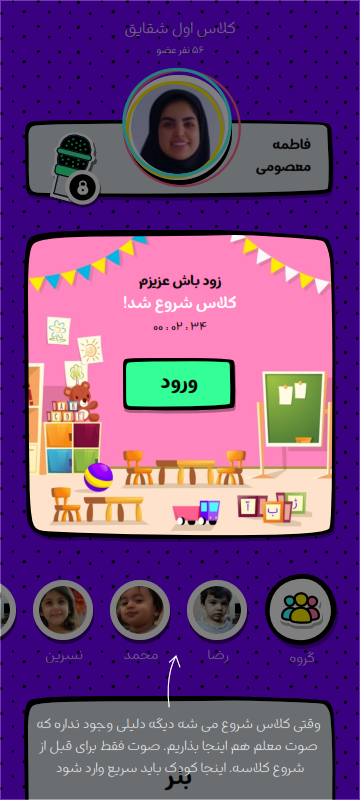 کلاس اول شقایق
۵۶ نفر عضو
فاطمه
معصومی
زود باش عزیزم
کلاس شروع شد!
۰۰ : ۰۲ : ۳۴
ورود
آ
ب
ژ
گروه
رضا
محمد
نسرین
وقتی کلاس شروع می شه دیگه دلیلی وجود نداره که
صوت معلم هم اینجا بذاریم. صوت فقط برای قبل از
شروع کلاسه. اینجا کودک باید سریع وارد شود
بنر